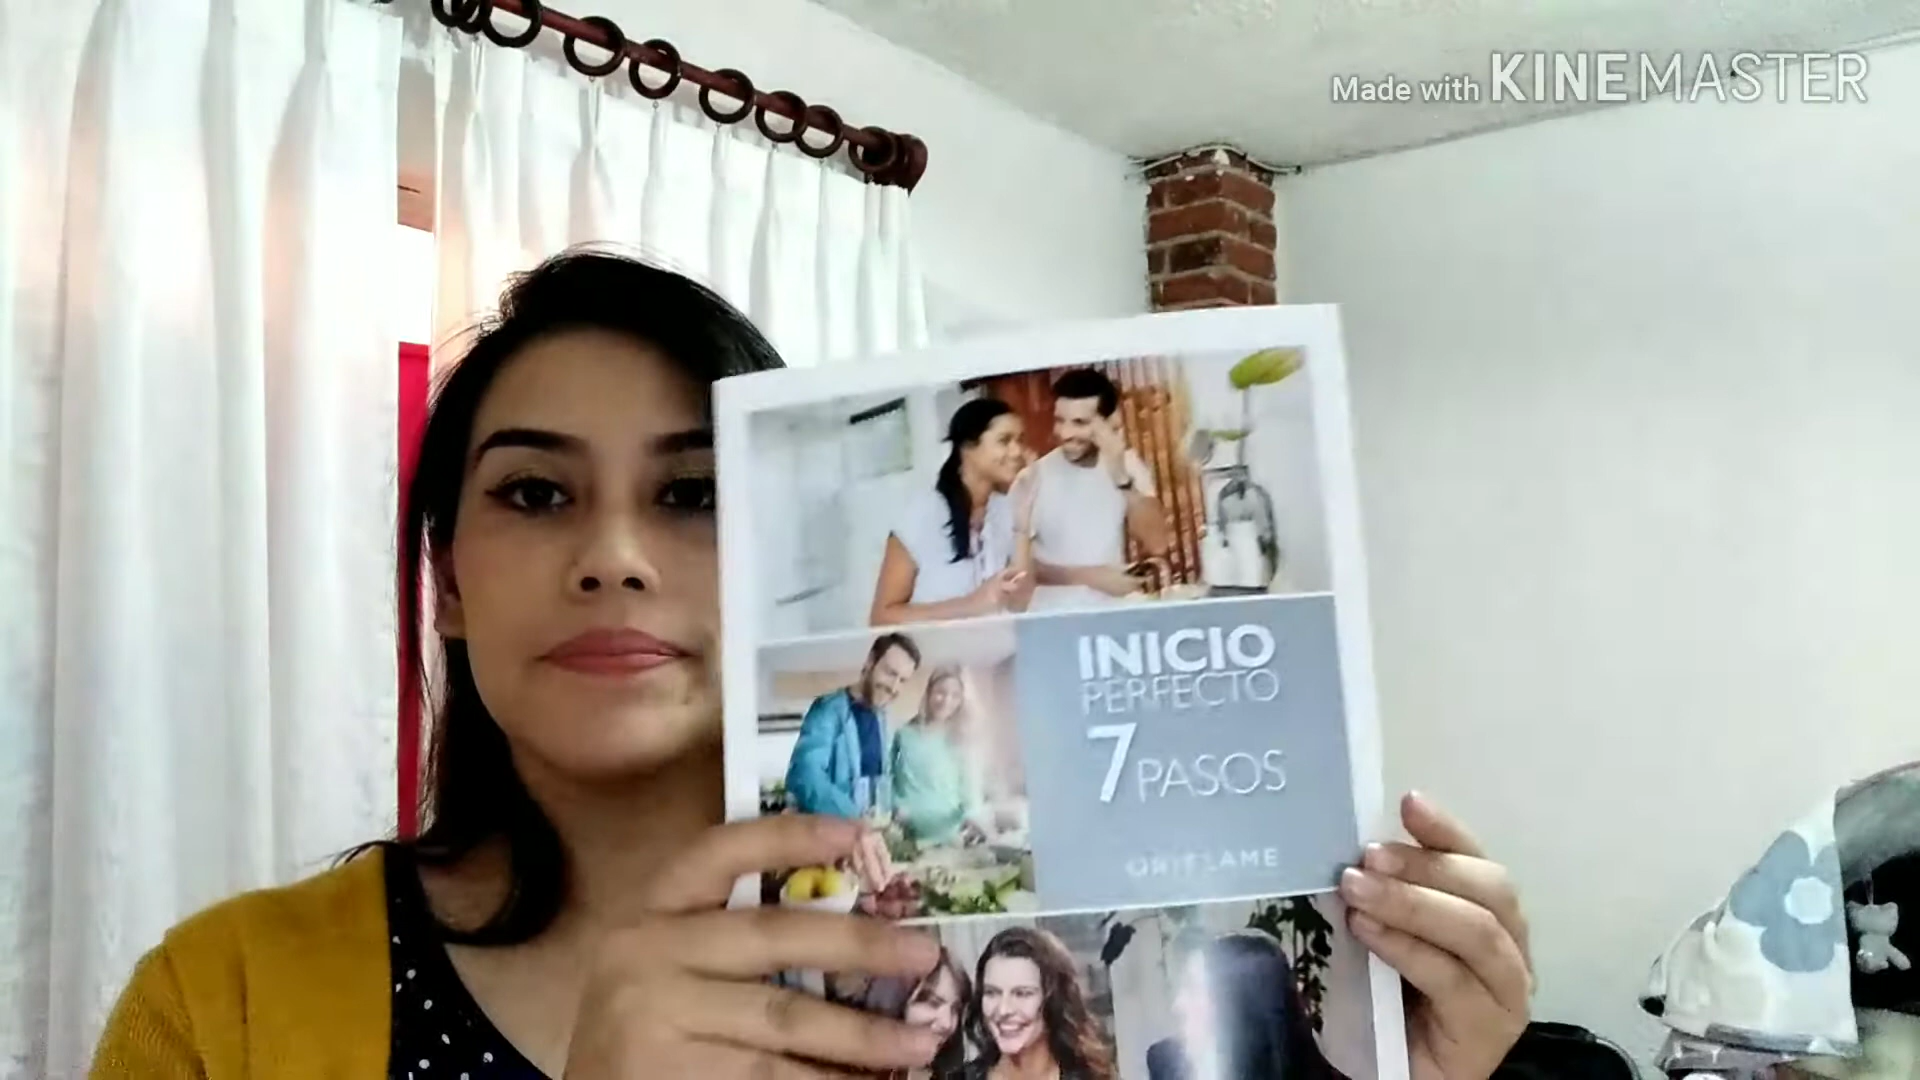 Made with KINEMASTER
INICIO
PERFECTO
7 PASOS
ORIFLAME